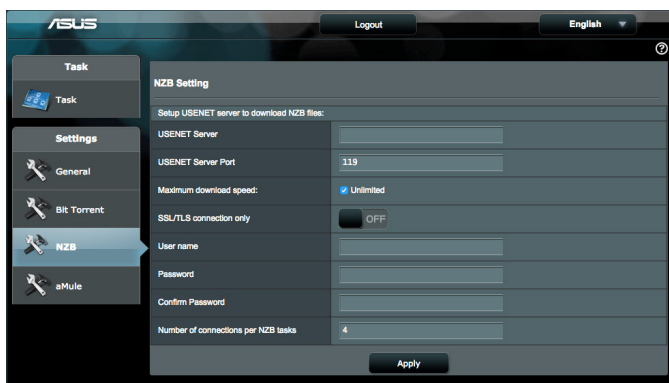 ASUS
Logout
English
?
Task
Task
Settings
General
Bit Torrent
NZB
aMule
NZB Setting
Setup USENET server to download NZB files:
USENET Server
USENET Server Port 119
Maximum download speed: Unlimited
SSL/TLS connection only OFF
User name
Password
Confirm Password
Number of connections per NZB tasks 4
Apply